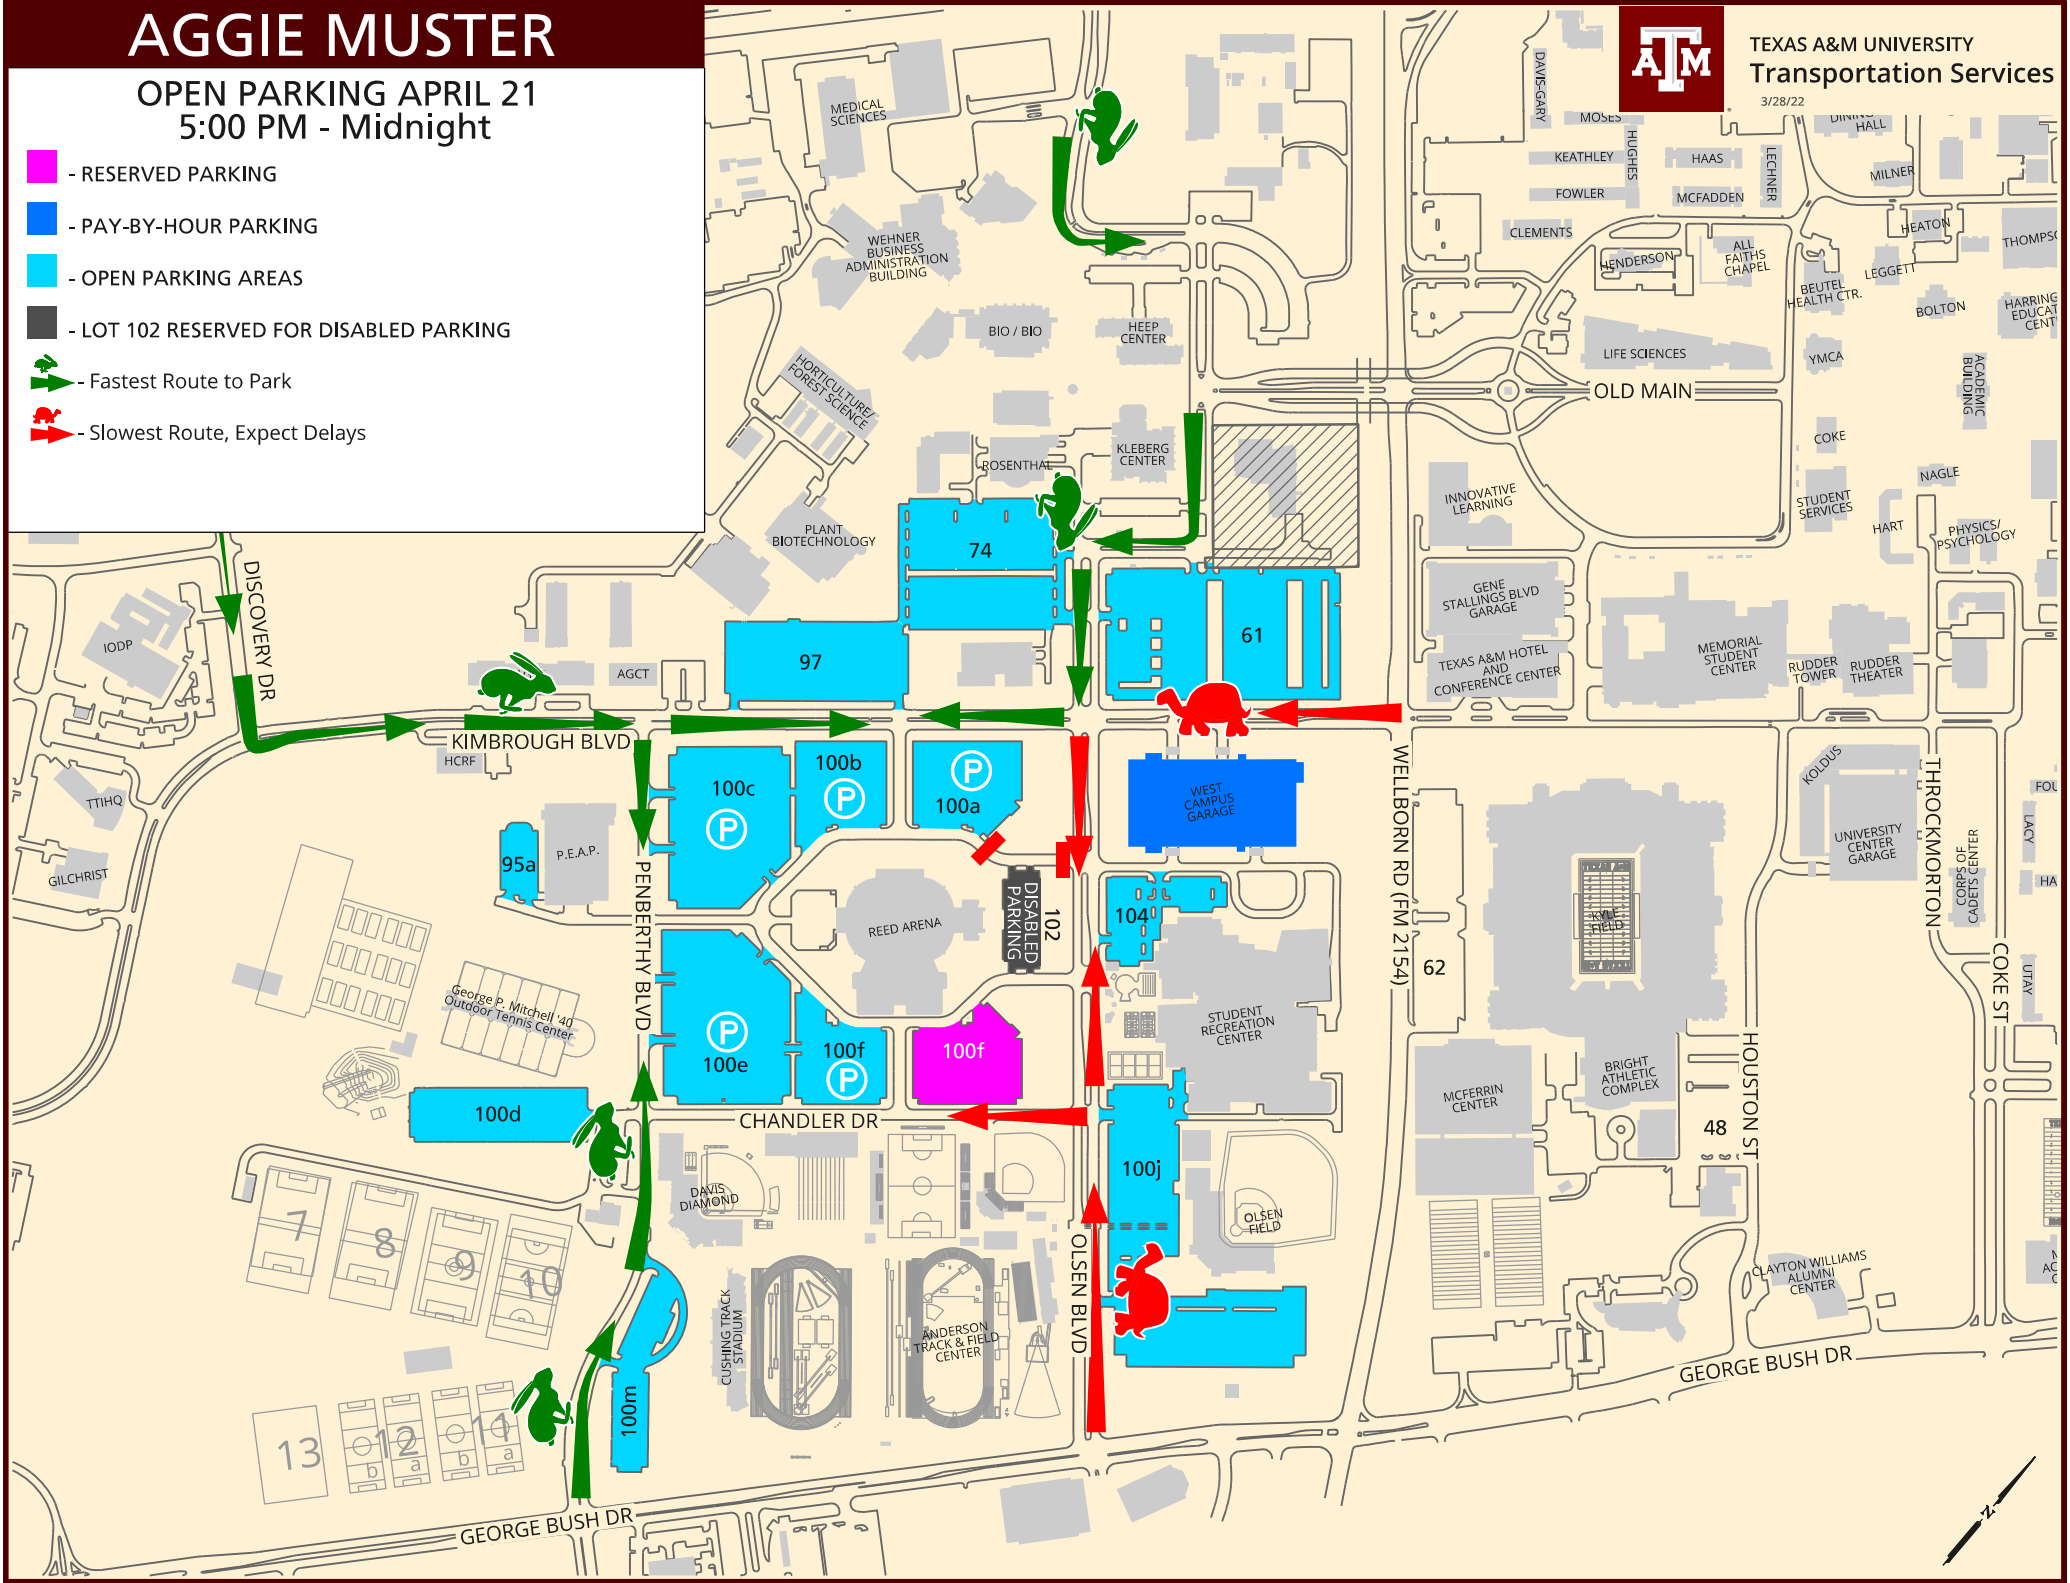 AGGIE MUSTER
OPEN PARKING APRIL 21
5:00 PM - Midnight
- RESERVED PARKING
- PAY-BY-HOUR PARKING
- OPEN PARKING AREAS
- LOT 102 RESERVED FOR DISABLED PARKING
- Fastest Route to Park
- Slowest Route, Expect Delays
ĀM
TEXAS A&M UNIVERSITY
Transportation Services
3/28/22
MEDICAL
SCIENCES
WEHNER
BUSINESS
ADMINISTRATION
BUILDING
BIO / BIO
HEEP
CENTER
HORTICULTURE/
FOREST SCIENCE
ROSENTHAL
KLEBERG
CENTER
PLANT
BIOTECHNOLOGY
DAVIS-GARY
MOSES
HUGHES
KEATHLEY
FOWLER
CLEMENTS
HAAS
MCFADDEN
LECHNER
HALL
MILNER
HEATON
LEGGETT
HENDERSON
ALL
FAITHS
CHAPEL
BEUTEL
HEALTH CTR.
BOLTON
LIFE SCIENCES
YMCA
ACADEMIC
BUILDING
OLD MAIN
COKE
NAGLE
STUDENT
SERVICES
HART
PHYSICS/
PSYCHOLOGY
INNOVATIVE
LEARNING
GENE
STALLINGS BLVD
GARAGE
TEXAS A&M HOTEL
AND
CONFERENCE CENTER
MEMORIAL
STUDENT
CENTER
RUDDER
TOWER
RUDDER
THEATER
DISCOVERY DR
IODP
AGCT
74
97
61
KIMBROUGH BLVD
HCRF
TTIHQ
GILCHRIST
P.E.A.P.
95a
100c
P
100b
P
P
100a
WEST
CAMPUS
GARAGE
WELLBORN RD (FM 2154)
KOLDUS
UNIVERSITY
CENTER
GARAGE
THROCKMORTON
CORPS OF
CADETS CENTER
LACY
UTAY
COKE ST
KYLE
FIELD
62
PENBERTHY BLVD
REED ARENA
DISABLED
PARKING
102
104
STUDENT
RECREATION
CENTER
George P. Mitchell '40
Outdoor Tennis Center
P
100e
100f
P
100f
100d
CHANDLER DR
MCFERRIN
CENTER
BRIGHT
ATHLETIC
COMPLEX
48
HOUSTON ST
DAVIS
DIAMOND
100j
OLSEN
FIELD
OLSEN BLVD
7
8
9
10
CUSHING TRACK
STADIUM
ANDERSON
TRACK & FIELD
CENTER
CLAYTON WILLIAMS
ALUMNI
CENTER
GEORGE BUSH DR
100m
13
12
b
a
11
b
a
GEORGE BUSH DR
N